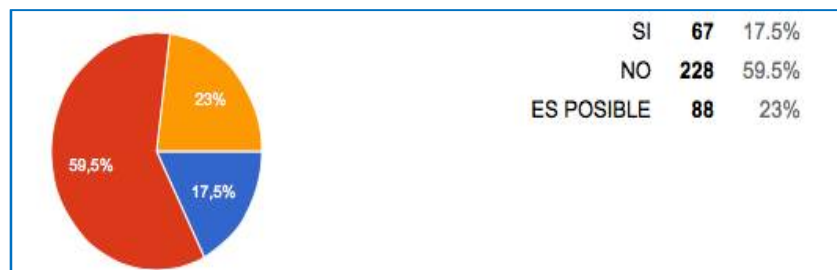 SI 67 17.5%
NO 228 59.5%
ES POSIBLE 88 23%
23%
59,5%
17,5%